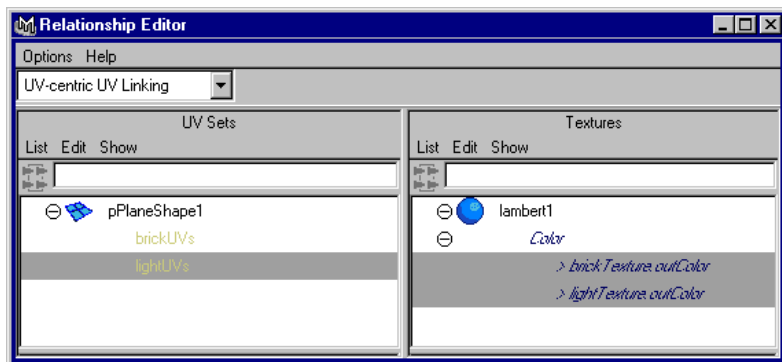 Relationship Editor
Options Help
UV-centric UV Linking
UV Sets
List Edit Show
pPlaneShape1
brickUVs
lightUVs
Textures
List Edit Show
lambert1
Color
> brickTexture.outColor
> lightTexture.outColor